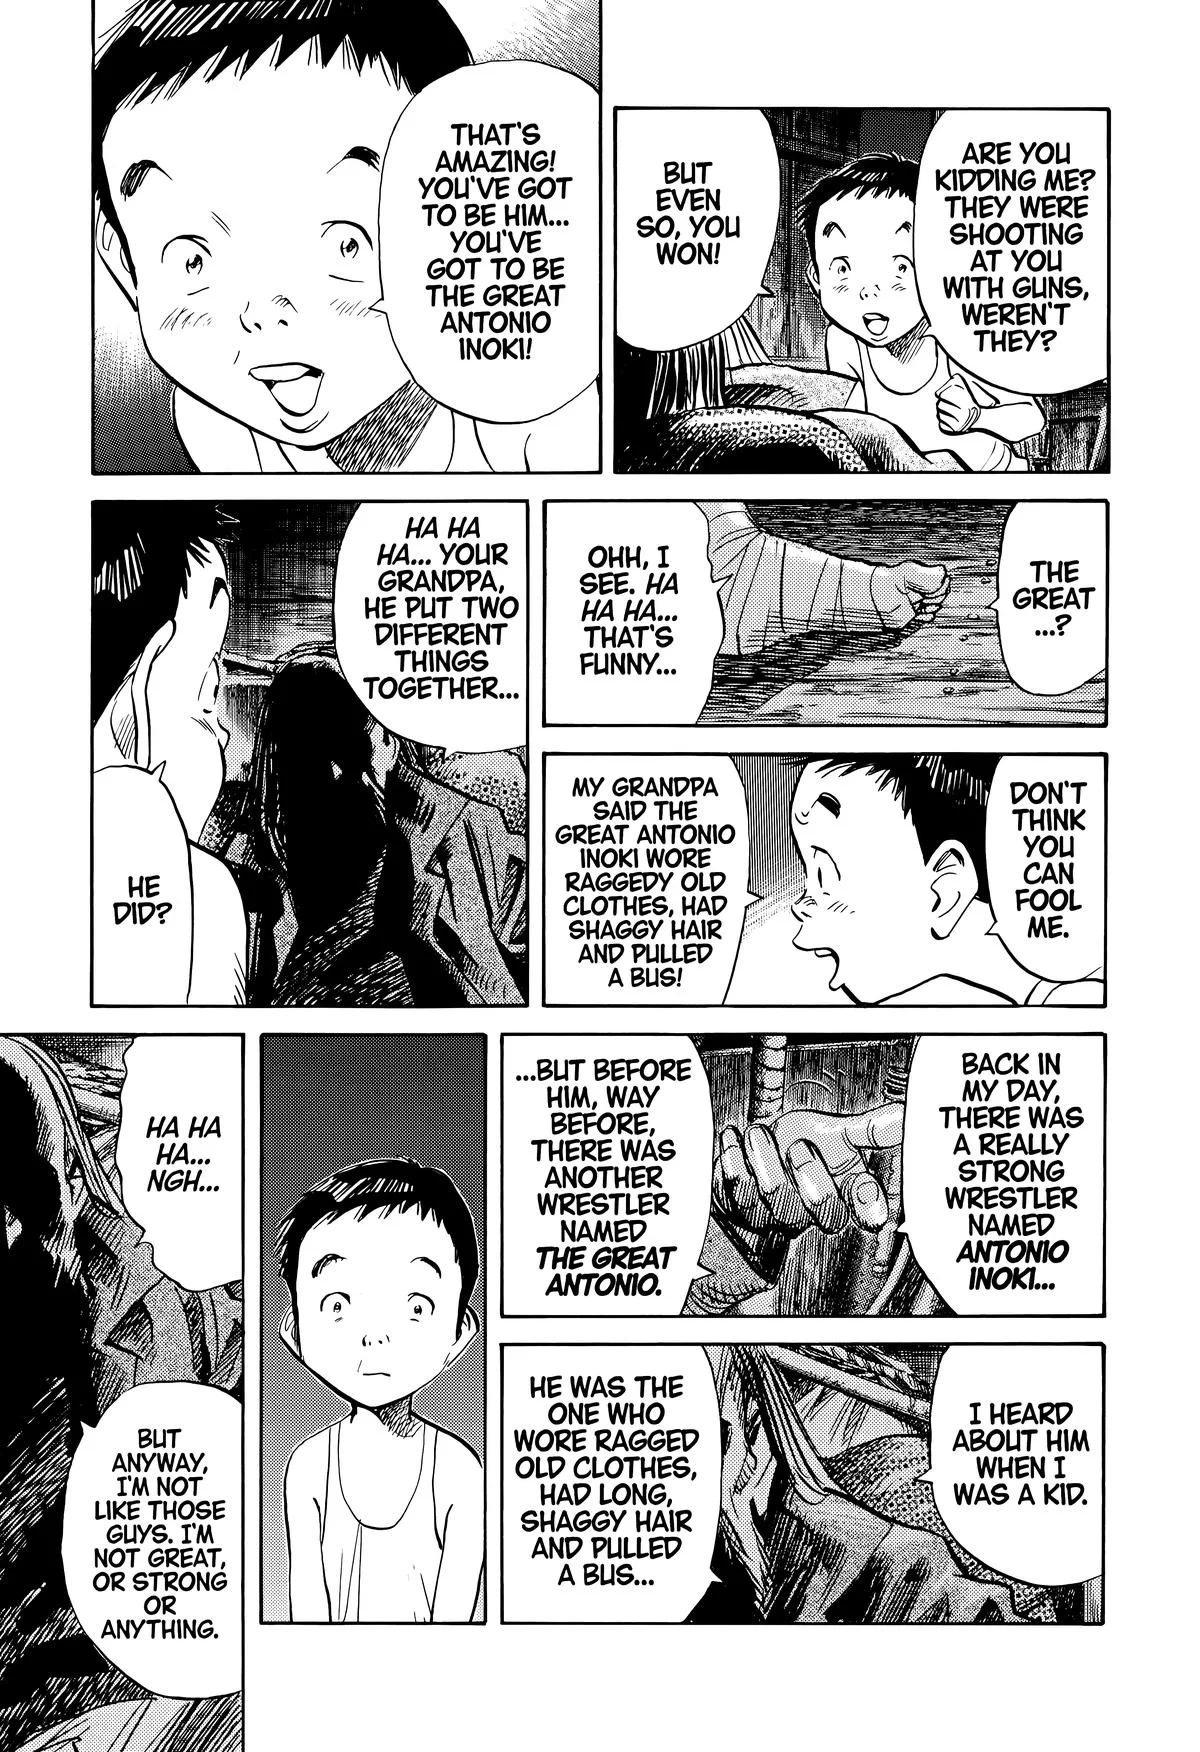 ARE YOU
KIDDING ME?
THEY WERE
SHOOTING
AT YOU
WITH GUNS,
WEREN'T
THEY?
BUT
EVEN
SO, YOU
WON!
THAT'S
AMAZING!
YOU'VE GOT
TO BE HIM...
YOU'VE
GOT TO BE
THE GREAT
ANTONIO
INOKI!
THE
GREAT
...?
OHH, I
SEE. HA
HA HA...
THAT'S
FUNNY...
DON'T
THINK
YOU
CAN
FOOL
ME.
MY GRANDPA
SAID THE
GREAT ANTONIO
INOKI WORE
RAGGEDY OLD
CLOTHES, HAD
SHAGGY HAIR
AND PULLED
A BUS!
HA HA
HA... YOUR
GRANDPA,
HE PUT TWO
DIFFERENT
THINGS
TOGETHER...
HE
DID?
BACK IN
MY DAY,
THERE WAS
A REALLY
STRONG
WRESTLER
NAMED
ANTONIO
INOKI...
...BUT BEFORE
HIM, WAY
BEFORE,
THERE WAS
ANOTHER
WRESTLER
NAMED
THE GREAT
ANTONIO.
I HEARD
ABOUT HIM
WHEN I
WAS A KID.
HE WAS THE
ONE WHO
WORE RAGGED
OLD CLOTHES,
HAD LONG,
SHAGGY HAIR
AND PULLED
A BUS...
HA HA
HA...
NGH...
BUT
ANYWAY,
I'M NOT
LIKE THOSE
GUYS. I'M
NOT GREAT,
OR STRONG
OR
ANYTHING.